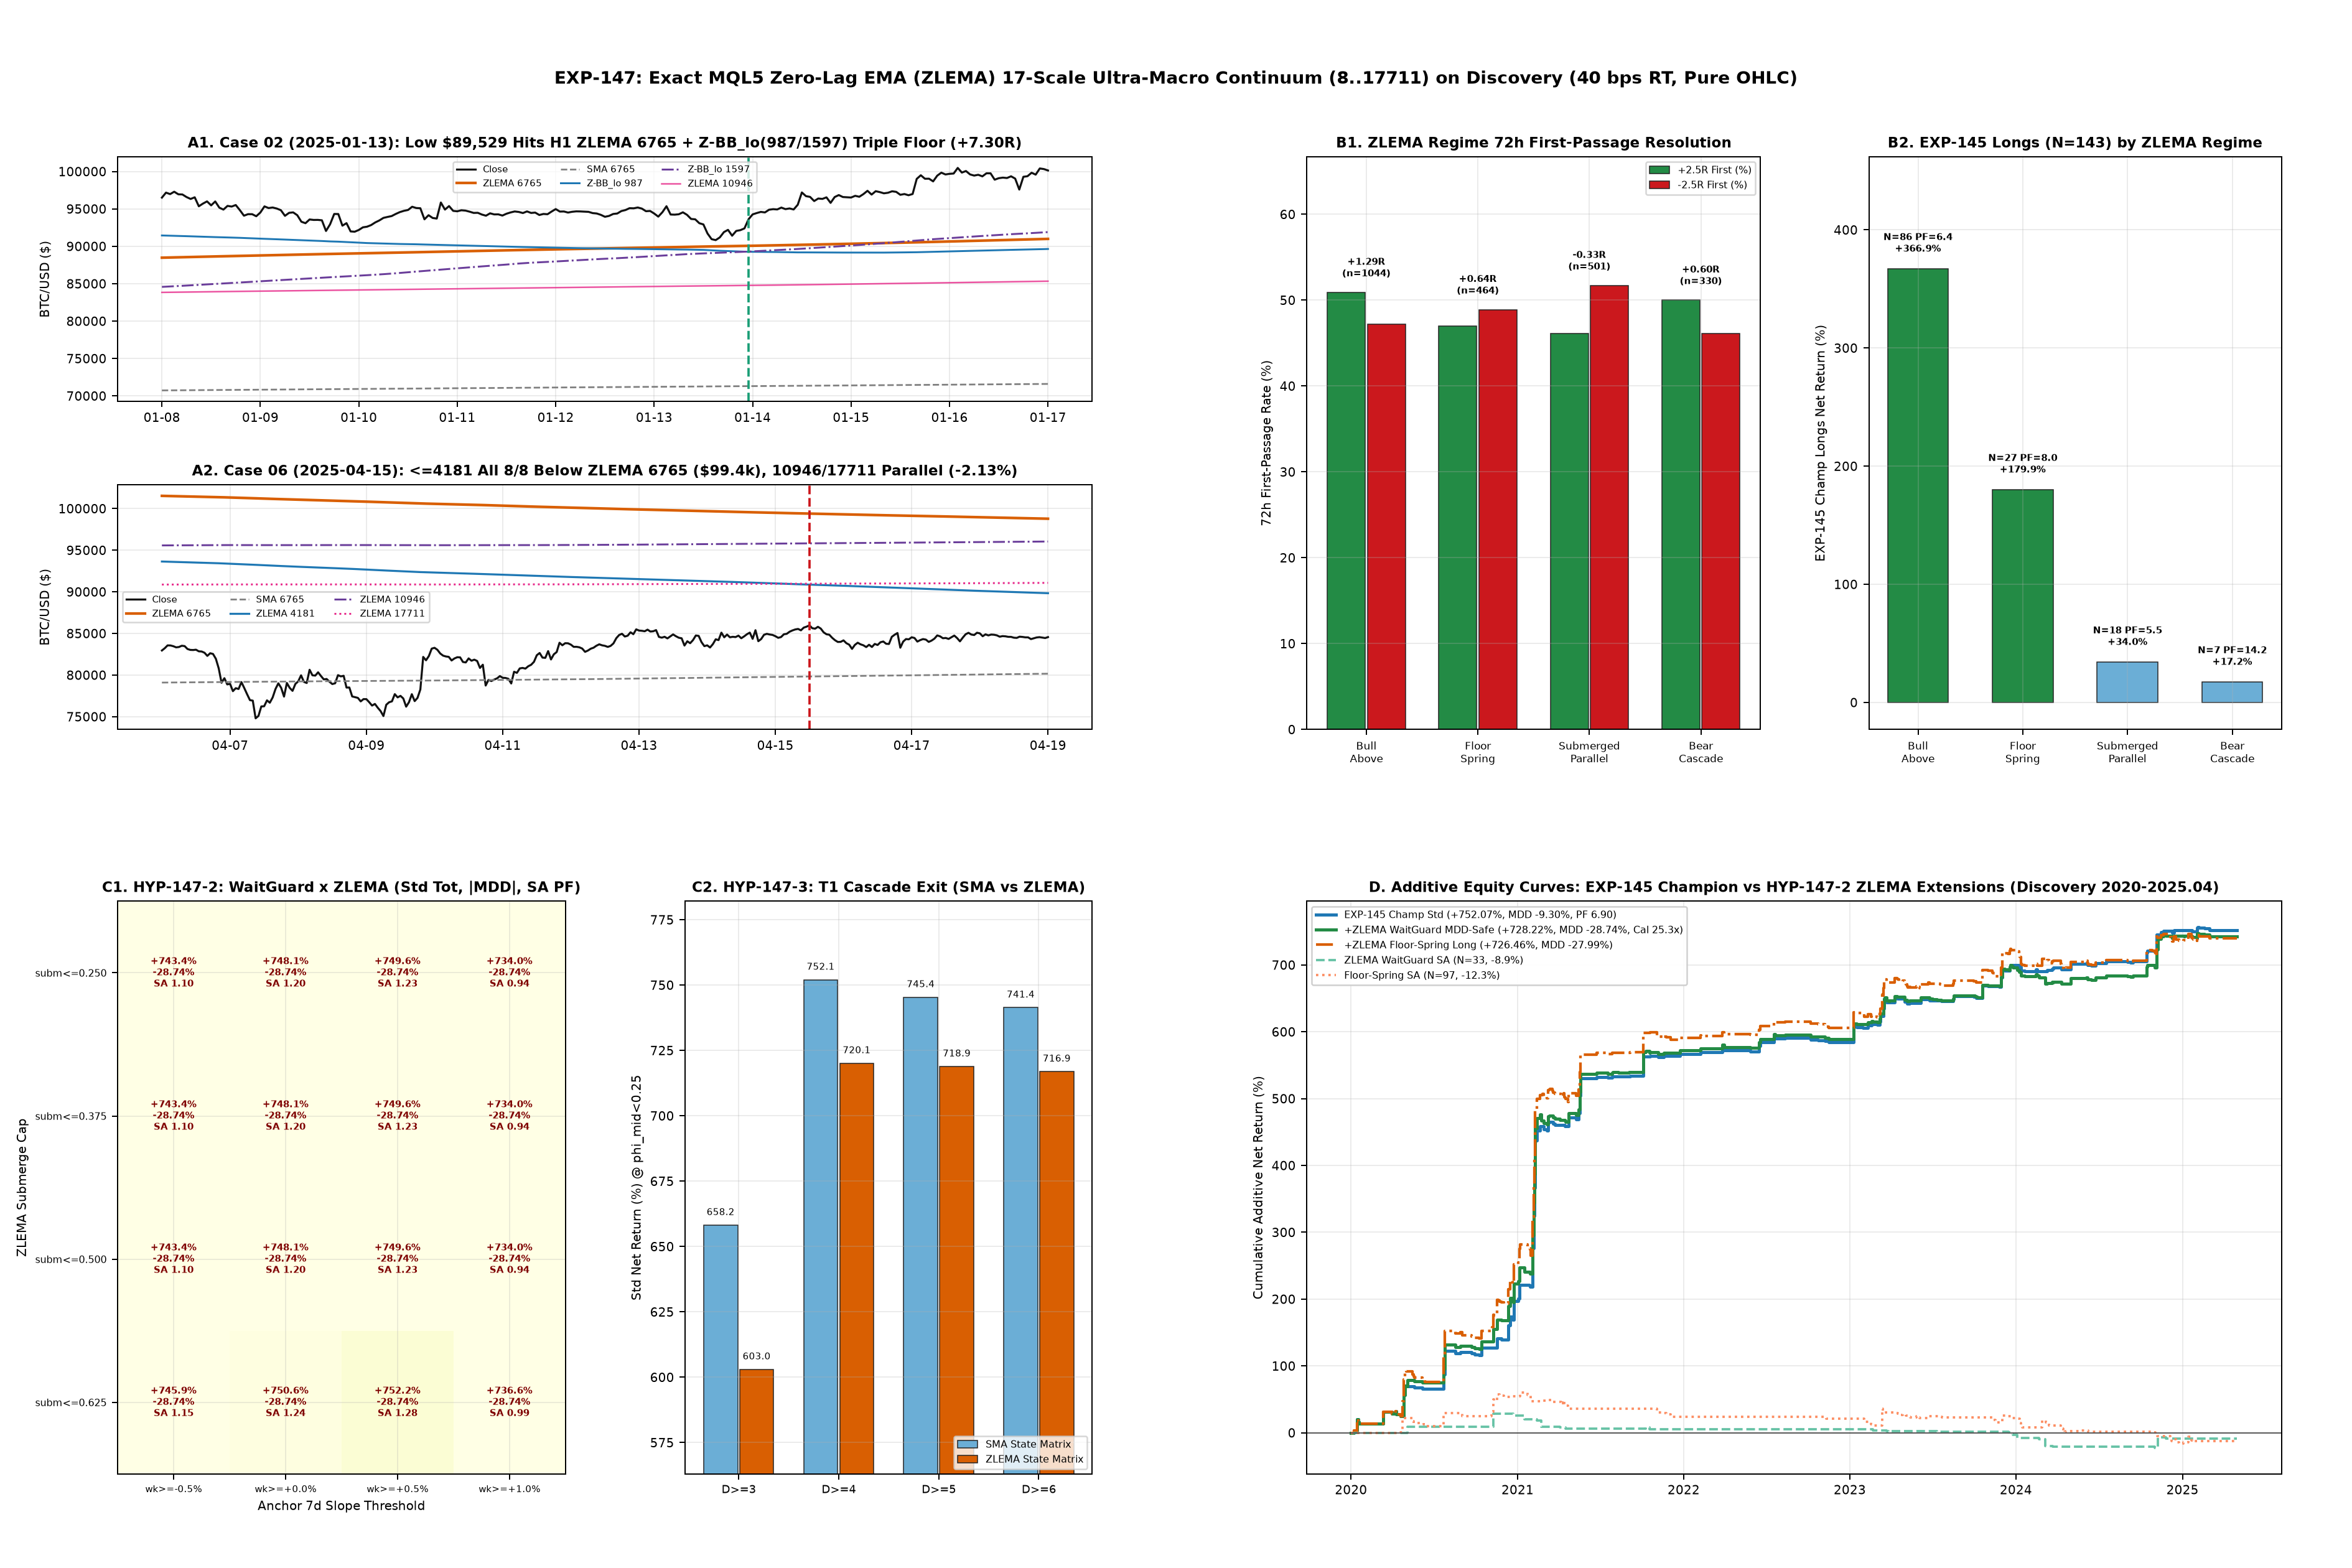 EXP-147: Exact MQL5 Zero-Lag EMA (ZLEMA) 17-Scale Ultra-Macro Continuum (8..17711) on Discovery (40 bps RT, Pure OHLC)
A1. Case 02 (2025-01-13): Low $89,529 Hits H1 ZLEMA 6765 + Z-BB_lo(987/1597) Triple Floor (+7.30R)
BTC/USD ($)
100000
95000
90000
85000
80000
75000
70000
Close
ZLEMA 6765
SMA 6765
Z-BB_lo 987
Z-BB_lo 1597
ZLEMA 10946
01-08
01-09
01-10
01-11
01-12
01-13
01-14
01-15
01-16
01-17
A2. Case 06 (2025-04-15): <=4181 All 8/8 Below ZLEMA 6765 ($99.4k), 10946/17711 Parallel (-2.13%)
BTC/USD ($)
100000
95000
90000
85000
80000
75000
Close
ZLEMA 6765
SMA 6765
ZLEMA 4181
ZLEMA 10946
ZLEMA 17711
04-07
04-09
04-11
04-13
04-15
04-17
04-19
B1. ZLEMA Regime 72h First-Passage Resolution
72h First-Passage Rate (%)
60
50
40
30
20
10
0
+2.5R First (%)
-2.5R First (%)
+1.29R
(n=1044)
+0.64R
(n=464)
-0.33R
(n=501)
+0.60R
(n=330)
Bull
Above
Floor
Spring
Submerged
Parallel
Bear
Cascade
B2. EXP-145 Longs (N=143) by ZLEMA Regime
EXP-145 Champ Longs Net Return (%)
400
300
200
100
0
N=86 PF=6.4
+366.9%
N=27 PF=8.0
+179.9%
N=18 PF=5.5
+34.0%
N=7 PF=14.2
+17.2%
Bull
Above
Floor
Spring
Submerged
Parallel
Bear
Cascade
C1. HYP-147-2: WaitGuard x ZLEMA (Std Tot, |MDD|, SA PF)
ZLEMA Submerge Cap
subm<=0.250
+743.4%
-28.74%
SA 1.10
+748.1%
-28.74%
SA 1.20
+749.6%
-28.74%
SA 1.23
+734.0%
-28.74%
SA 0.94
subm<=0.375
+743.4%
-28.74%
SA 1.10
+748.1%
-28.74%
SA 1.20
+749.6%
-28.74%
SA 1.23
+734.0%
-28.74%
SA 0.94
subm<=0.500
+743.4%
-28.74%
SA 1.10
+748.1%
-28.74%
SA 1.20
+749.6%
-28.74%
SA 1.23
+734.0%
-28.74%
SA 0.94
subm<=0.625
+745.9%
-28.74%
SA 1.15
+750.6%
-28.74%
SA 1.24
+752.2%
-28.74%
SA 1.28
+736.6%
-28.74%
SA 0.99
wk>=-0.5%
wk>=+0.0%
wk>=+0.5%
wk>=+1.0%
Anchor 7d Slope Threshold
C2. HYP-147-3: T1 Cascade Exit (SMA vs ZLEMA)
Std Net Return (%) @ phi_mid<0.25
775
750
725
700
675
650
625
600
575
658.2
603.0
752.1
720.1
745.4
718.9
741.4
716.9
SMA State Matrix
ZLEMA State Matrix
D>=3
D>=4
D>=5
D>=6
D. Additive Equity Curves: EXP-145 Champion vs HYP-147-2 ZLEMA Extensions (Discovery 2020-2025.04)
Cumulative Additive Net Return (%)
700
600
500
400
300
200
100
0
EXP-145 Champ Std (+752.07%, MDD -9.30%, PF 6.90)
+ZLEMA WaitGuard MDD-Safe (+728.22%, MDD -28.74%, Cal 25.3x)
+ZLEMA Floor-Spring Long (+726.46%, MDD -27.99%)
ZLEMA WaitGuard SA (N=33, -8.9%)
Floor-Spring SA (N=97, -12.3%)
2020
2021
2022
2023
2024
2025